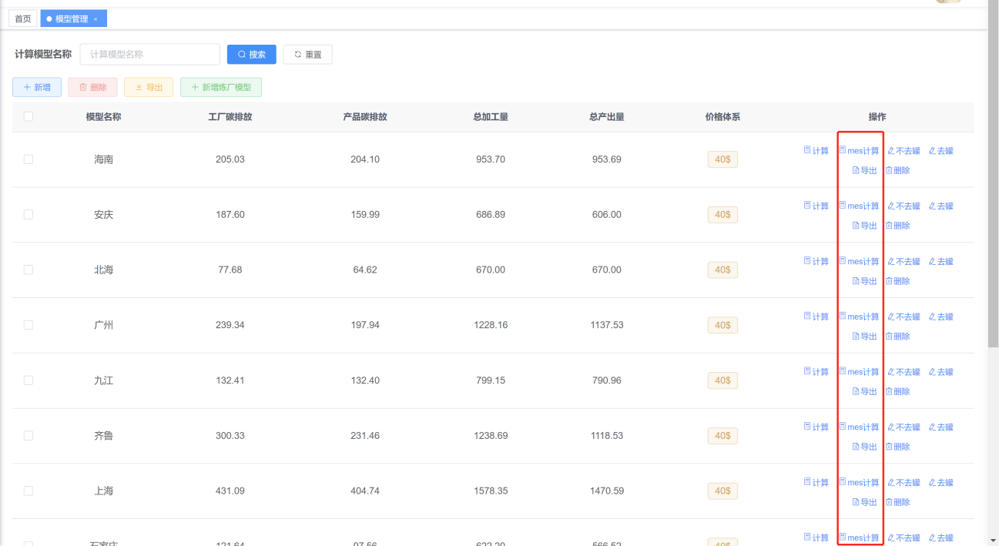 首页 模型管理 ×
计算模型名称 计算模型名称 搜索 重置
新增 删除 导出 新增炼厂模型
模型名称 工厂碳排放 产品碳排放 总加工量 总产出量 价格体系 操作
海南 205.03 204.10 953.70 953.69 40$ 计算 mes计算 不去罐 去罐
导出 删除
安庆 187.60 159.99 686.89 606.00 40$ 计算 mes计算 不去罐 去罐
导出 删除
北海 77.68 64.62 670.00 670.00 40$ 计算 mes计算 不去罐 去罐
导出 删除
广州 239.34 197.94 1228.16 1137.53 40$ 计算 mes计算 不去罐 去罐
导出 删除
九江 132.41 132.40 799.15 790.96 40$ 计算 mes计算 不去罐 去罐
导出 删除
齐鲁 300.33 231.46 1238.69 1118.53 40$ 计算 mes计算 不去罐 去罐
导出 删除
上海 431.09 404.74 1578.35 1470.59 40$ 计算 mes计算 不去罐 去罐
导出 删除
石家庄 121.64 97.56 622.20 566.52 40$ 计算 mes计算 不去罐 去罐